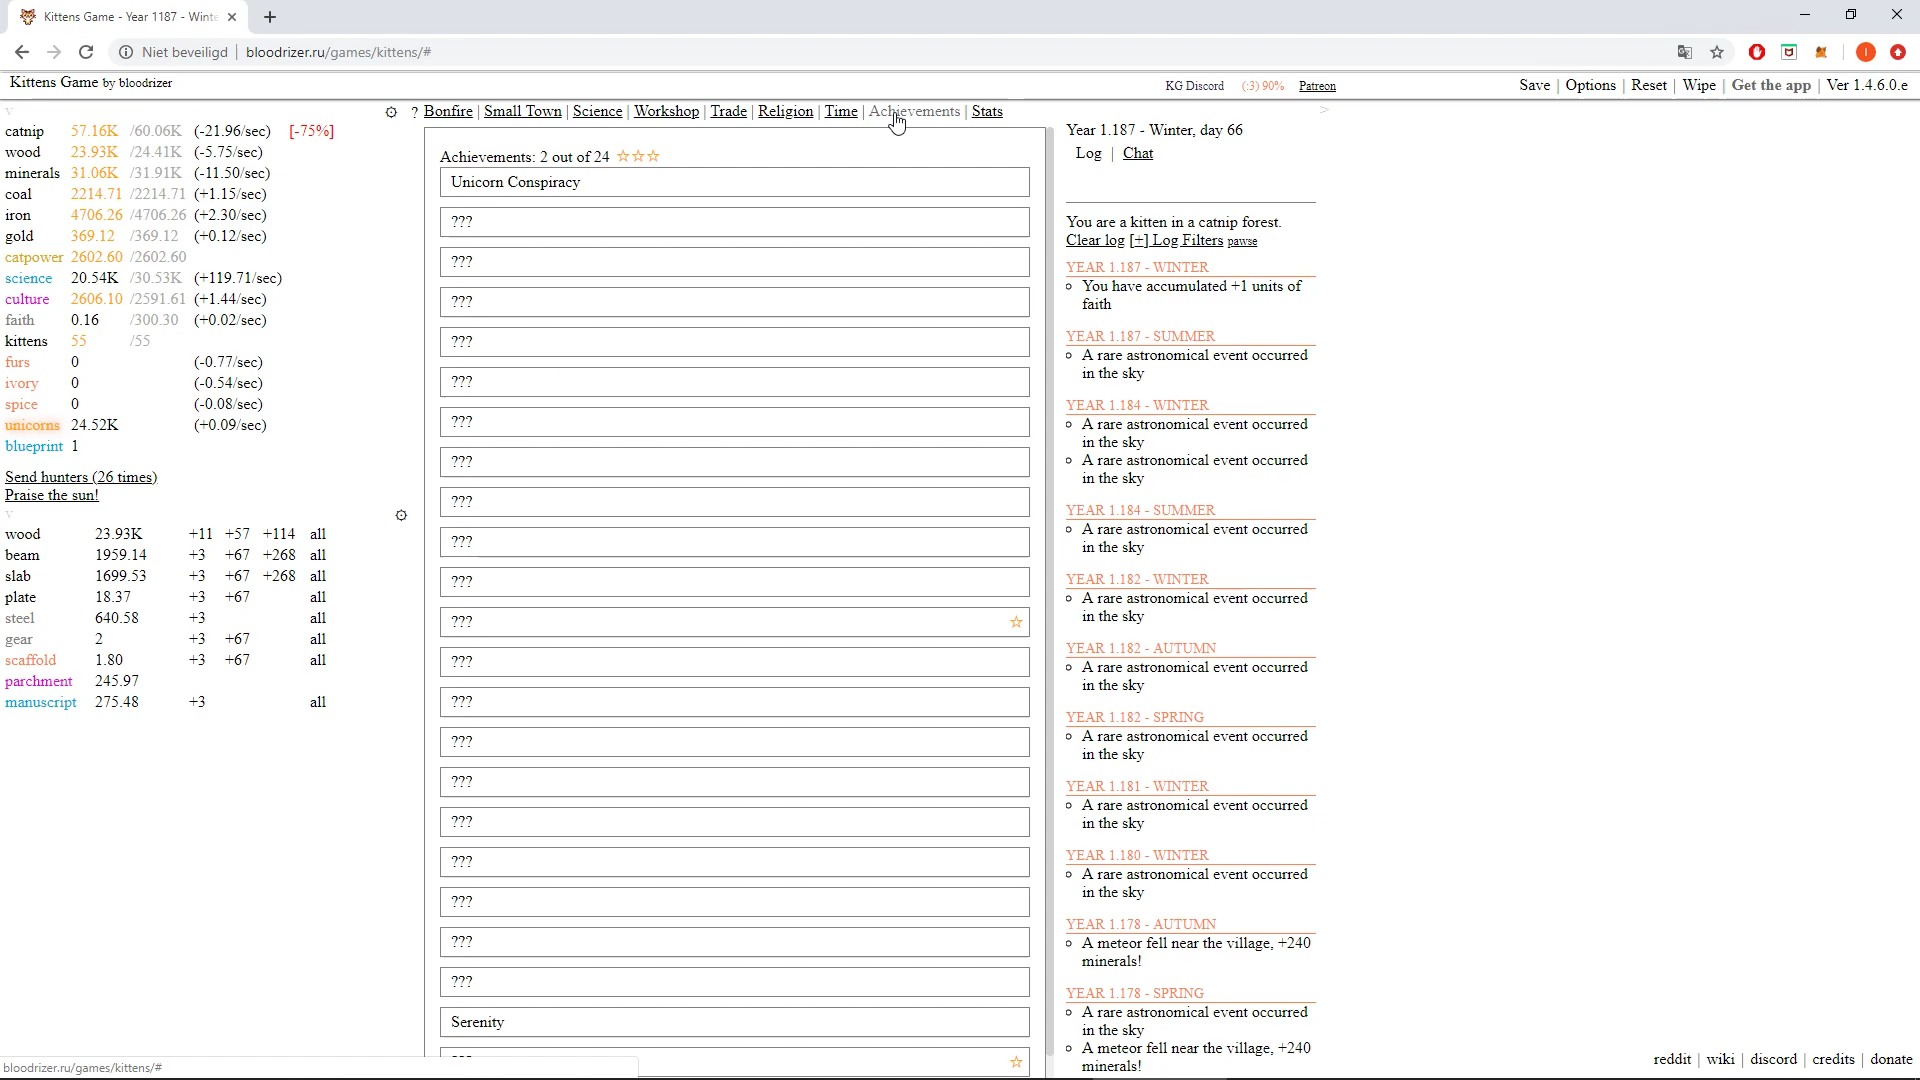 Kittens Game - Year 1187 - Winte
Niet beveiligd | bloodrizer.ru/games/kittens/#
Kittens Game by bloodrizer
KG Discord (:3) 90% Patreon
Save | Options | Reset | Wipe | Get the app | Ver 1.4.6.0.e
? Bonfire | Small Town | Science | Workshop | Trade | Religion | Time | Achievements | Stats
>
v
catnip 57.16K /60.06K (-21.96/sec) [-75%]
wood 23.93K /24.41K (-5.75/sec)
minerals 31.06K /31.91K (-11.50/sec)
coal 2214.71 /2214.71 (+1.15/sec)
iron 4706.26 /4706.26 (+2.30/sec)
gold 369.12 /369.12 (+0.12/sec)
catpower 2602.60 /2602.60
science 20.54K /30.53K (+119.71/sec)
culture 2606.10 /2591.61 (+1.44/sec)
faith 0.16 /300.30 (+0.02/sec)
kittens 55 /55
furs 0 (-0.77/sec)
ivory 0 (-0.54/sec)
spice 0 (-0.08/sec)
unicorns 24.52K (+0.09/sec)
blueprint 1
Send hunters (26 times)
Praise the sun!
v
wood 23.93K +11 +57 +114 all
beam 1959.14 +3 +67 +268 all
slab 1699.53 +3 +67 +268 all
plate 18.37 +3 +67 all
steel 640.58 +3 all
gear 2 +3 +67 all
scaffold 1.80 +3 +67 all
parchment 245.97
manuscript 275.48 +3 all
Achievements: 2 out of 24 ☆☆☆
Unicorn Conspiracy
???
???
???
???
???
???
???
???
???
???
??? ☆
???
???
???
???
???
???
???
???
???
Serenity
??? ☆
Year 1.187 - Winter, day 66
Log | Chat
You are a kitten in a catnip forest.
Clear log [+] Log Filters pawse
YEAR 1.187 - WINTER
You have accumulated +1 units of
faith
YEAR 1.187 - SUMMER
A rare astronomical event occurred
in the sky
YEAR 1.184 - WINTER
A rare astronomical event occurred
in the sky
A rare astronomical event occurred
in the sky
YEAR 1.184 - SUMMER
A rare astronomical event occurred
in the sky
YEAR 1.182 - WINTER
A rare astronomical event occurred
in the sky
YEAR 1.182 - AUTUMN
A rare astronomical event occurred
in the sky
YEAR 1.182 - SPRING
A rare astronomical event occurred
in the sky
YEAR 1.181 - WINTER
A rare astronomical event occurred
in the sky
YEAR 1.180 - WINTER
A rare astronomical event occurred
in the sky
YEAR 1.178 - AUTUMN
A meteor fell near the village, +240
minerals!
YEAR 1.178 - SPRING
A rare astronomical event occurred
in the sky
A meteor fell near the village, +240
minerals!
reddit | wiki | discord | credits | donate
bloodrizer.ru/games/kittens/#